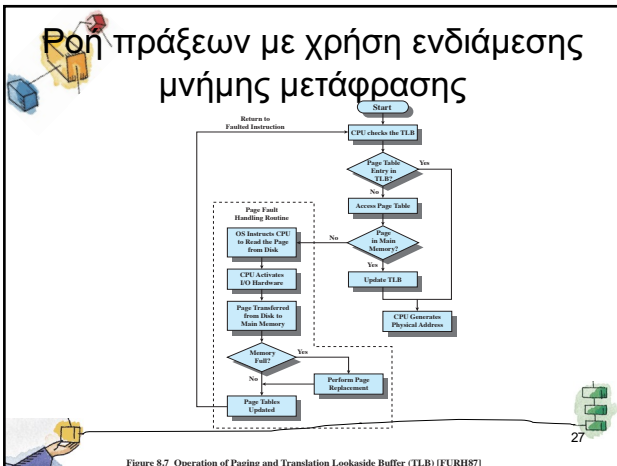 Ροή πράξεων με χρήση ενδιάμεσης
μνήμης μετάφρασης
Start
Return to
Faulted Instruction
CPU checks the TLB
Page Table
Entry in
TLB?
Yes
No
Access Page Table
Page Fault
Handling Routine
OS Instructs CPU
to Read the Page
from Disk
No
Page
in Main
Memory?
Yes
CPU Activates
I/O Hardware
Update TLB
Page Transferred
from Disk to
Main Memory
CPU Generates
Physical Address
Memory
Full?
Yes
No
Perform Page
Replacement
Page Tables
Updated
27
Figure 8.7 Operation of Paging and Translation Lookaside Buffer (TLB) [FURH87]